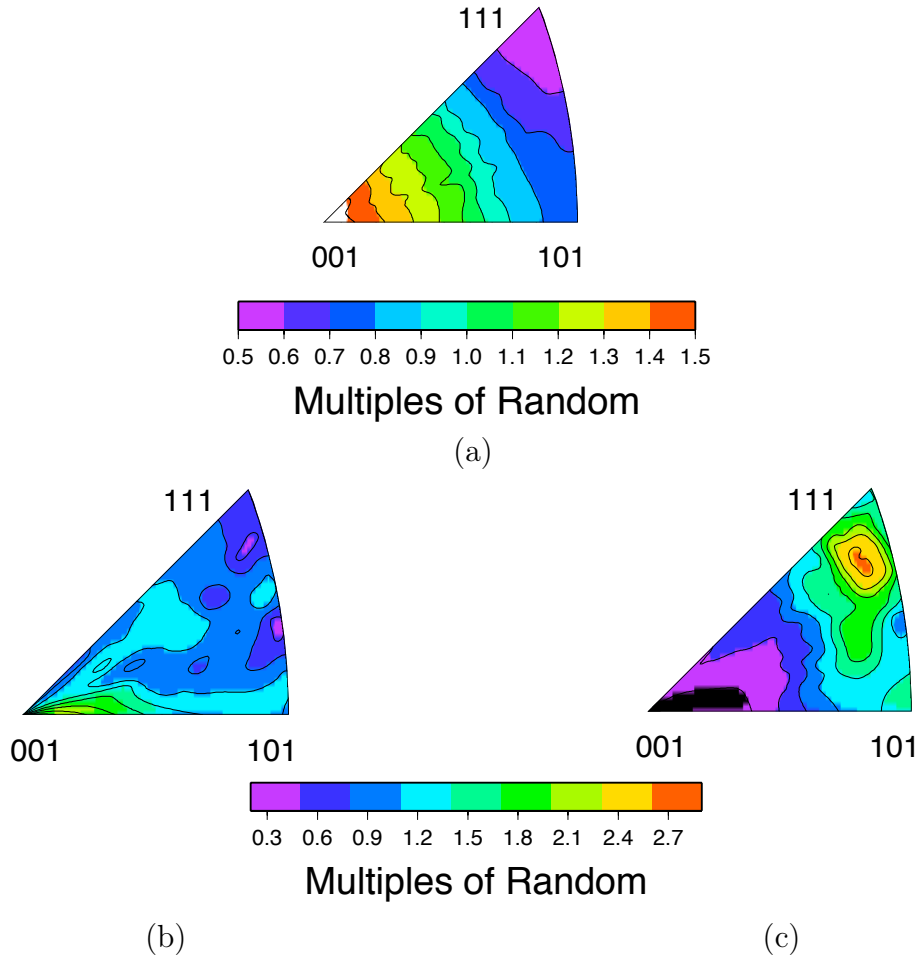 111
001 101
0.5 0.6 0.7 0.8 0.9 1.0 1.1 1.2 1.3 1.4 1.5
Multiples of Random
(a)
111 111
001 101 001 101
0.3 0.6 0.9 1.2 1.5 1.8 2.1 2.4 2.7
Multiples of Random
(b) (c)